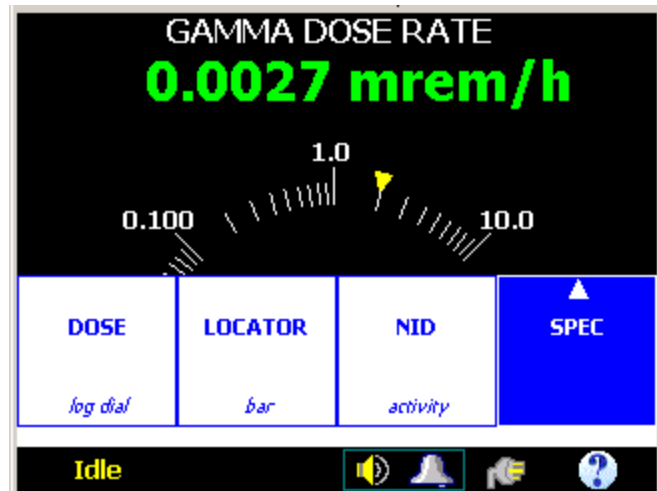 GAMMA DOSE RATE
0.0027 mrem/h
1.0
0.100
10.0
DOSE LOCATOR NID SPEC
log dial bar activity
Idle
?